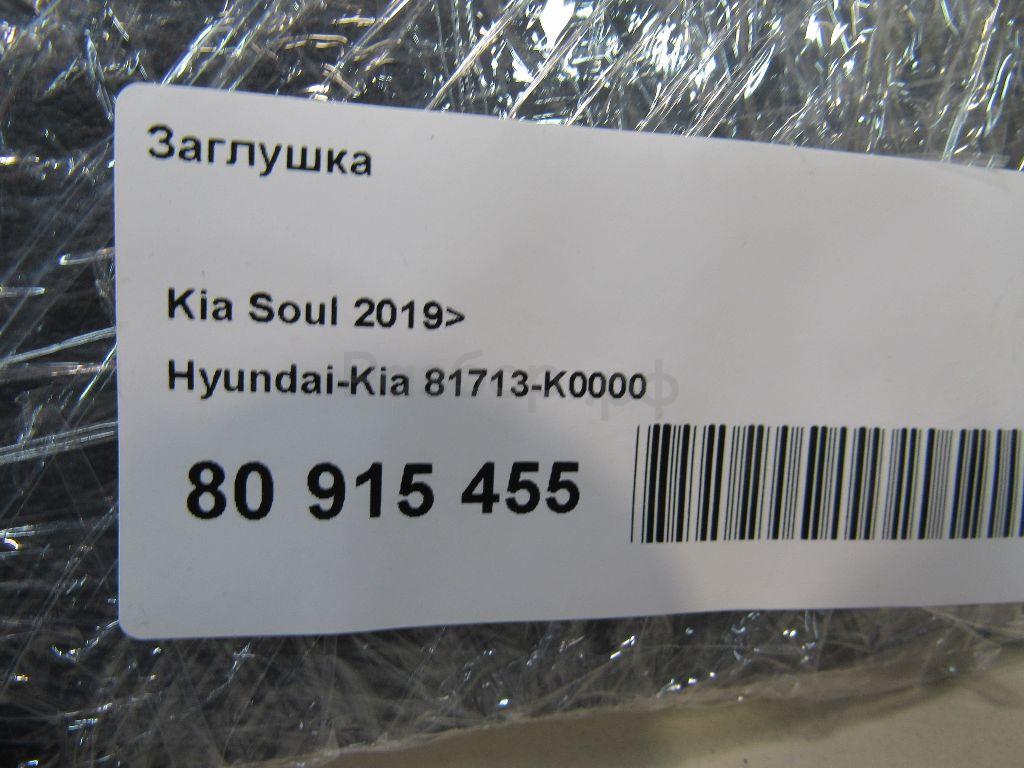 Заглушка
Kia Soul 2019>
Hyundai-Kia 81713-K0000
80 915 455